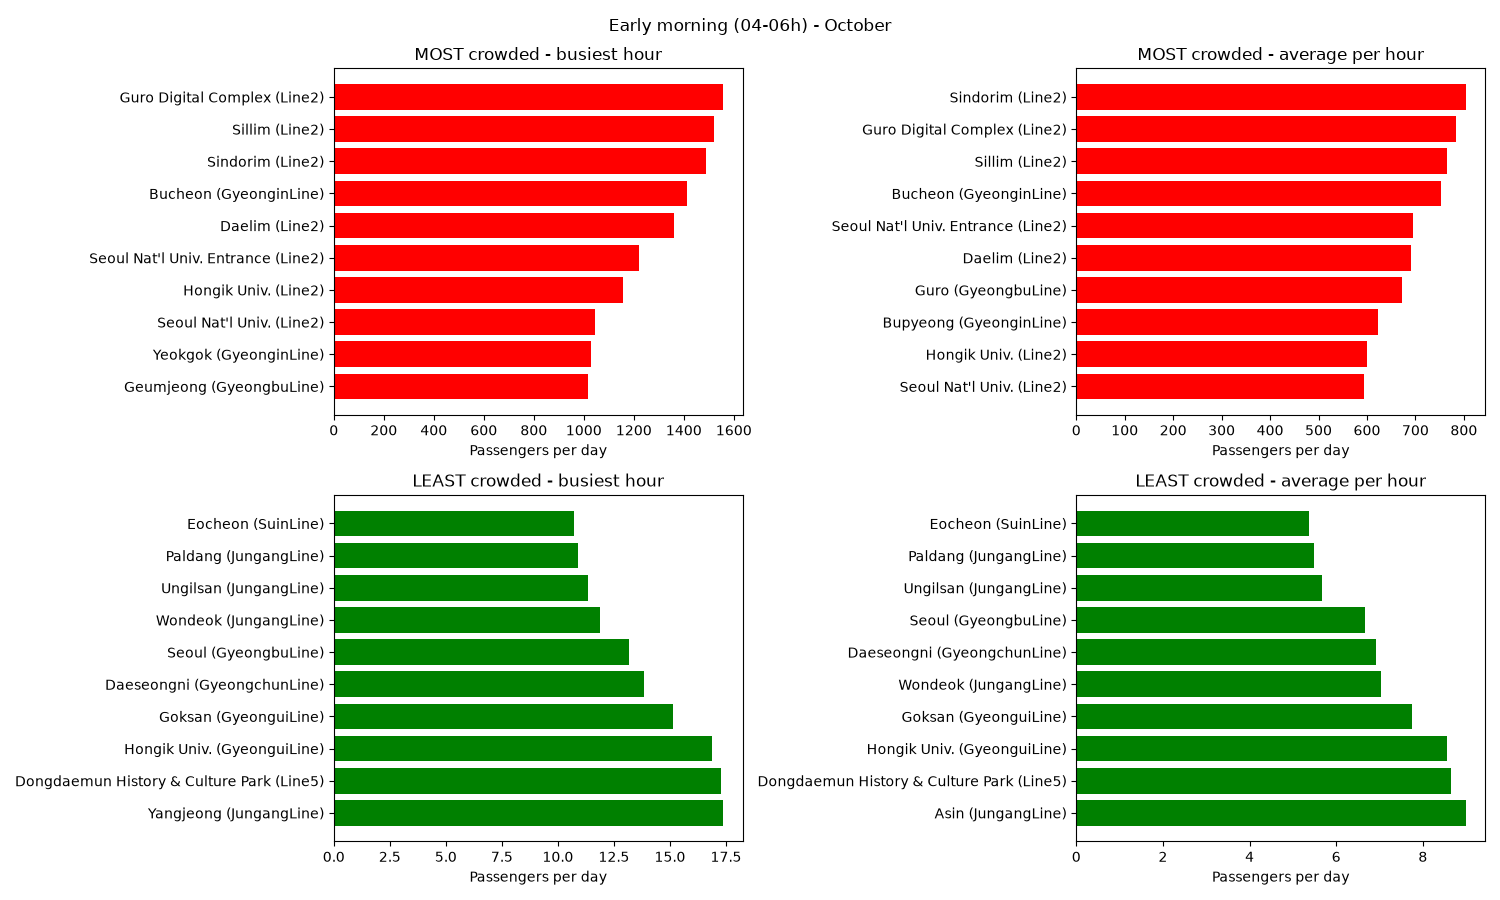 Early morning (04-06h) - October
MOST crowded - busiest hour
Guro Digital Complex (Line2)
Sillim (Line2)
Sindorim (Line2)
Bucheon (GyeonginLine)
Daelim (Line2)
Seoul Nat'l Univ. Entrance (Line2)
Hongik Univ. (Line2)
Seoul Nat'l Univ. (Line2)
Yeokgok (GyeonginLine)
Geumjeong (GyeongbuLine)
0 200 400 600 800 1000 1200 1400 1600
Passengers per day
MOST crowded - average per hour
Sindorim (Line2)
Guro Digital Complex (Line2)
Sillim (Line2)
Bucheon (GyeonginLine)
Seoul Nat'l Univ. Entrance (Line2)
Daelim (Line2)
Guro (GyeongbuLine)
Bupyeong (GyeonginLine)
Hongik Univ. (Line2)
Seoul Nat'l Univ. (Line2)
0 100 200 300 400 500 600 700 800
Passengers per day
LEAST crowded - busiest hour
Eocheon (SuinLine)
Paldang (JungangLine)
Ungilsan (JungangLine)
Wondeok (JungangLine)
Seoul (GyeongbuLine)
Daeseongni (GyeongchunLine)
Goksan (GyeonguiLine)
Hongik Univ. (GyeonguiLine)
Dongdaemun History & Culture Park (Line5)
Yangjeong (JungangLine)
0.0 2.5 5.0 7.5 10.0 12.5 15.0 17.5
Passengers per day
LEAST crowded - average per hour
Eocheon (SuinLine)
Paldang (JungangLine)
Ungilsan (JungangLine)
Seoul (GyeongbuLine)
Daeseongni (GyeongchunLine)
Wondeok (JungangLine)
Goksan (GyeonguiLine)
Hongik Univ. (GyeonguiLine)
Dongdaemun History & Culture Park (Line5)
Asin (JungangLine)
0 2 4 6 8
Passengers per day